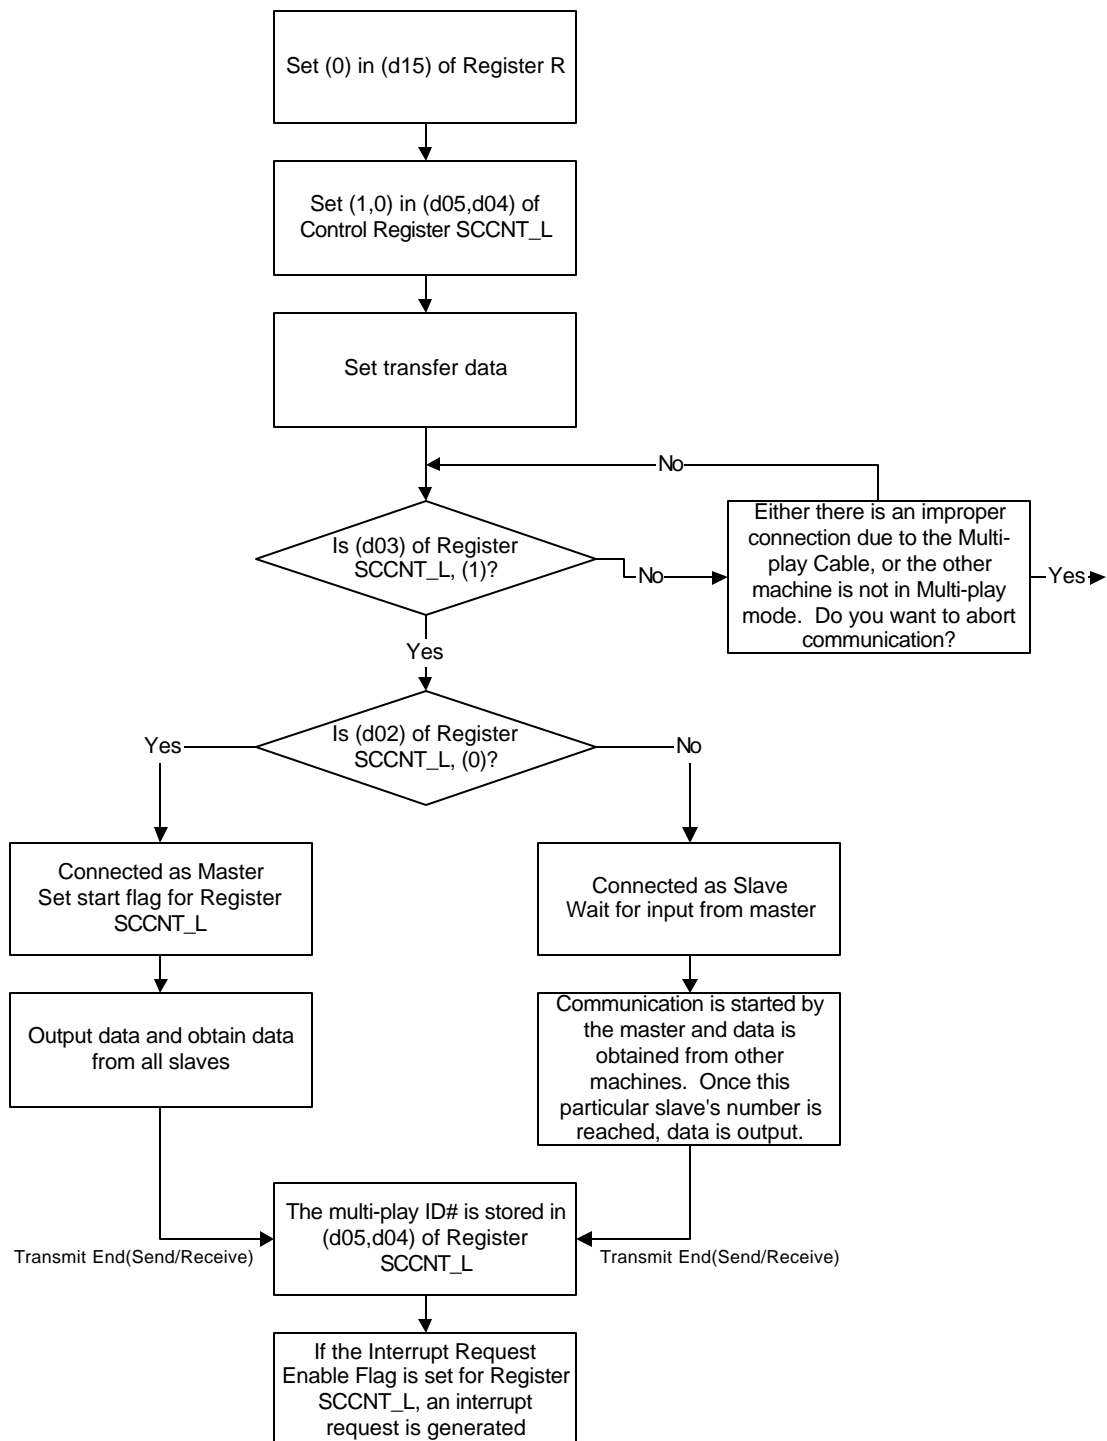 Set (0) in (d15) of Register R
Set (1,0) in (d05,d04) of
Control Register SCCNT_L
Set transfer data
No
Is (d03) of Register
SCCNT_L, (1)?
No
Either there is an improper
connection due to the Multi-
play Cable, or the other
machine is not in Multi-play
mode. Do you want to abort
communication?
Yes
Yes
Is (d02) of Register
SCCNT_L, (0)?
Yes
No
Connected as Master
Set start flag for Register
SCCNT_L
Connected as Slave
Wait for input from master
Output data and obtain data
from all slaves
Communication is started by
the master and data is
obtained from other
machines. Once this
particular slave's number is
reached, data is output.
The multi-play ID# is stored in
(d05,d04) of Register
SCCNT_L
Transmit End(Send/Receive)
Transmit End(Send/Receive)
If the Interrupt Request
Enable Flag is set for Register
SCCNT_L, an interrupt
request is generated